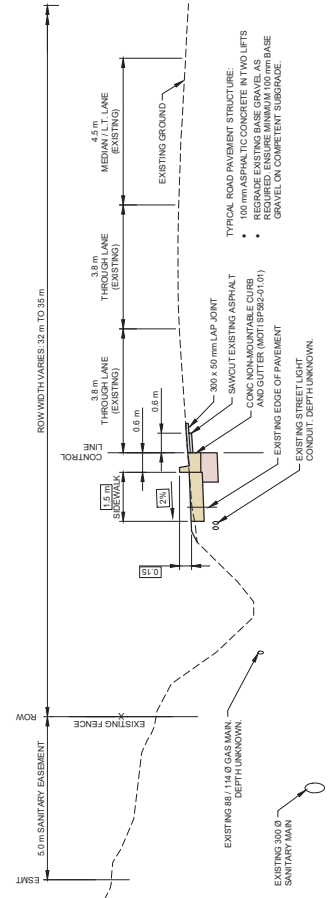 ROW WIDTH VARIES: 32 m TO 35 m
5.0 m SANITARY EASEMENT
ESMT
ROW
EXISTING FENCE
1.5 m
SIDEWALK
2%
0.15
0.6 m
CONTROL
LINE
0.6 m
3.8 m
THROUGH LANE
(EXISTING)
3.8 m
THROUGH LANE
(EXISTING)
4.5 m
MEDIAN / L.T. LANE
(EXISTING)
EXISTING GROUND
300 x 50 mm LAP JOINT
SAWCUT EXISTING ASPHALT
CONC NON-MOUNTABLE CURB
AND GUTTER (MOTI SP582-01.01)
EXISTING EDGE OF PAVEMENT
EXISTING STREET LIGHT
CONDUIT. DEPTH UNKNOWN.
TYPICAL ROAD PAVEMENT STRUCTURE:
• 100 mm ASPHALTIC CONCRETE IN TWO LIFTS
• REGRADE EXISTING BASE GRAVEL AS
REQUIRED. ENSURE MINIMUM 100 mm BASE
GRAVEL ON COMPETENT SUBGRADE.
EXISTING 88 / 114 Ø GAS MAIN.
DEPTH UNKNOWN.
EXISTING 300 Ø
SANITARY MAIN